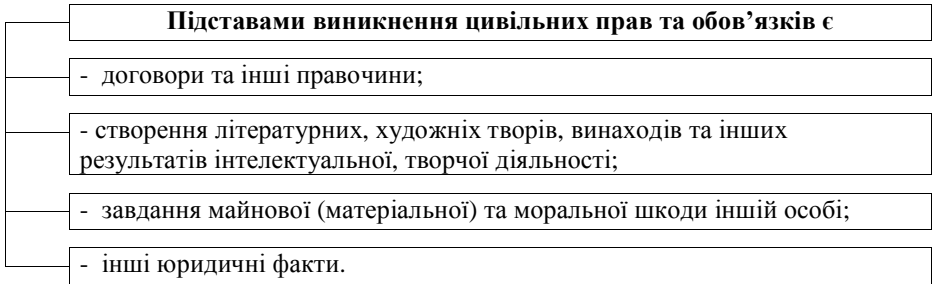 Підставами виникнення цивільних прав та обов’язків є
- договори та інші правочини;
- створення літературних, художніх творів, винаходів та інших
результатів інтелектуальної, творчої діяльності;
- завдання майнової (матеріальної) та моральної шкоди іншій особі;
- інші юридичні факти.